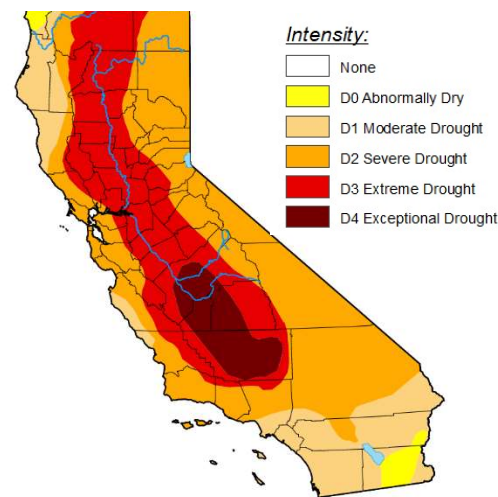 Intensity:
None
D0 Abnormally Dry
D1 Moderate Drought
D2 Severe Drought
D3 Extreme Drought
D4 Exceptional Drought